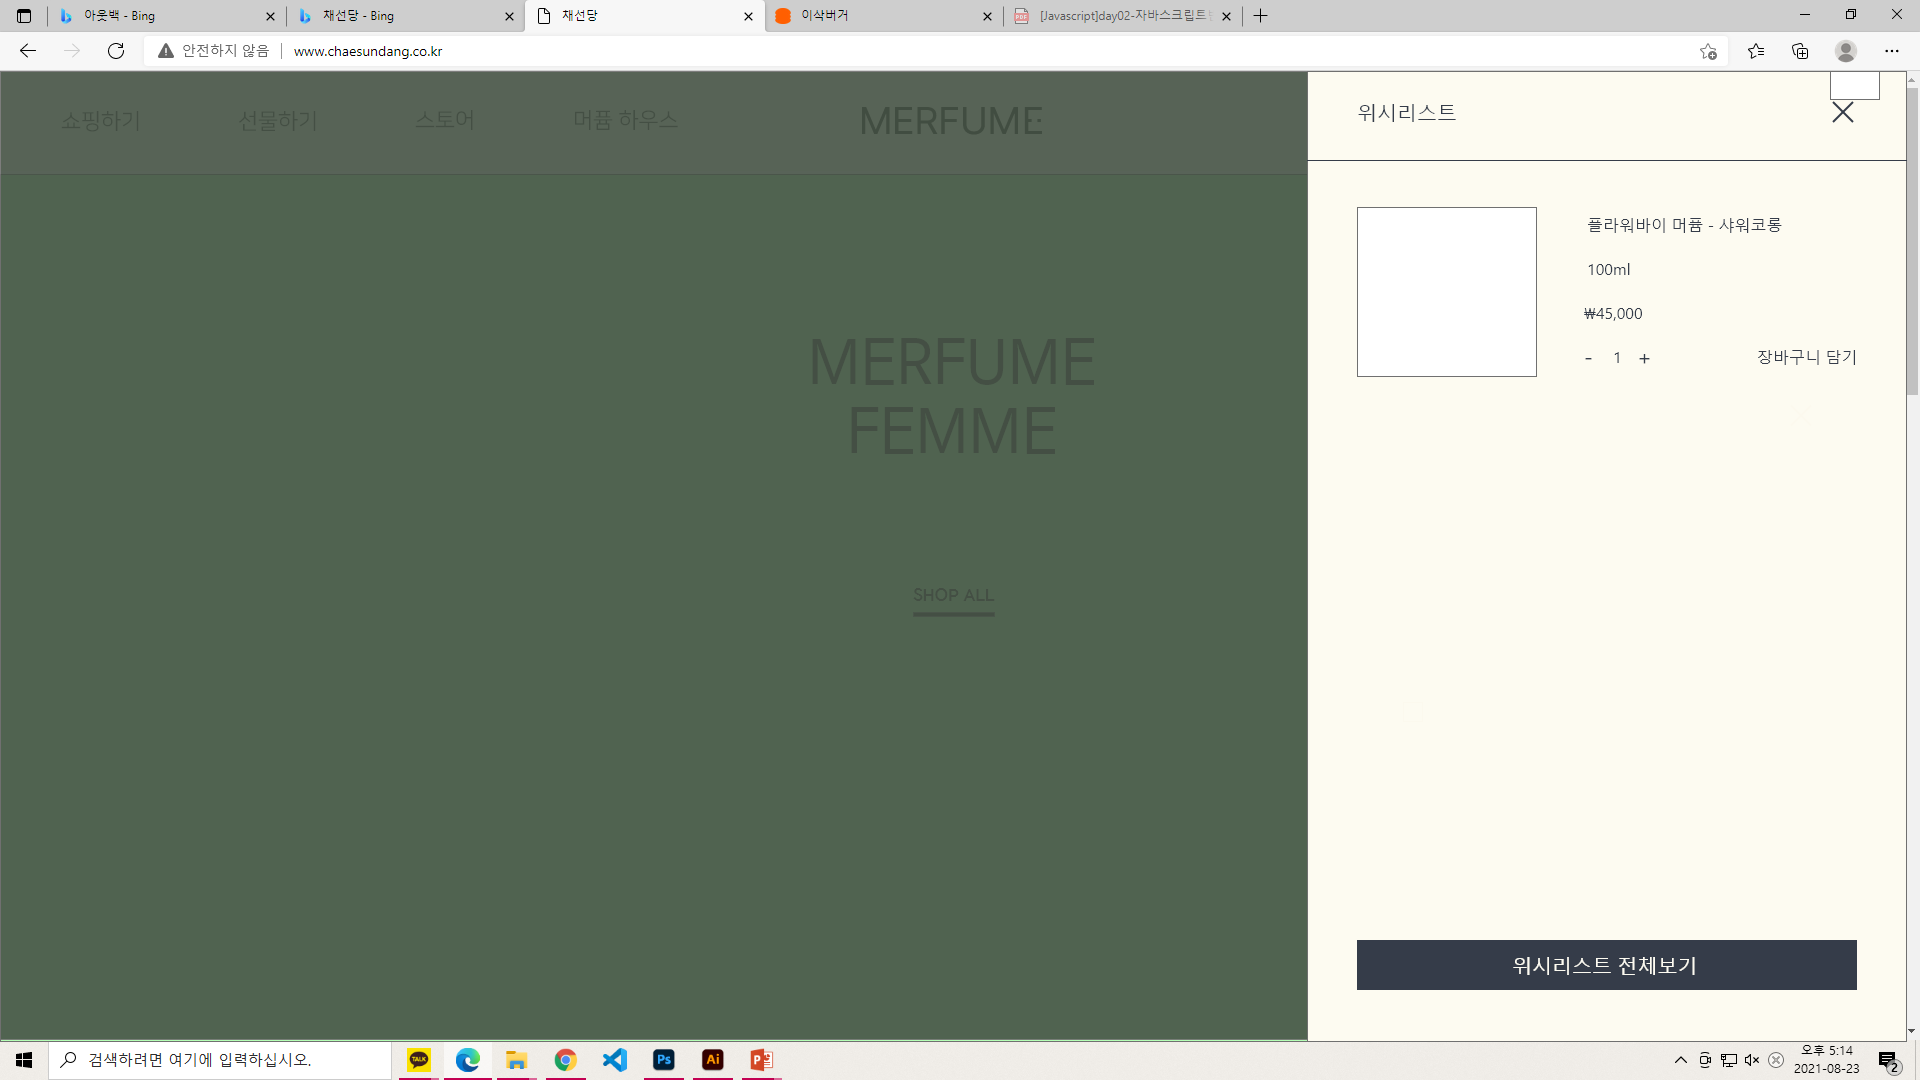 아웃백 - Bing
채선당 - Bing
채선당
이삭버거
[Javascript]day02-자바스크립트
안전하지 않음
www.chaesundang.co.kr
쇼핑하기
선물하기
스토어
머퓸 하우스
MERFUME
위시리스트
플라워바이 머퓸 - 샤워코롱
100ml
₩45,000
- 1 +
장바구니 담기
MERFUME
FEMME
SHOP ALL
위시리스트 전체보기
검색하려면 여기에 입력하십시오.
TALK
Ps
Ai
오후 5:14
2021-08-23
2